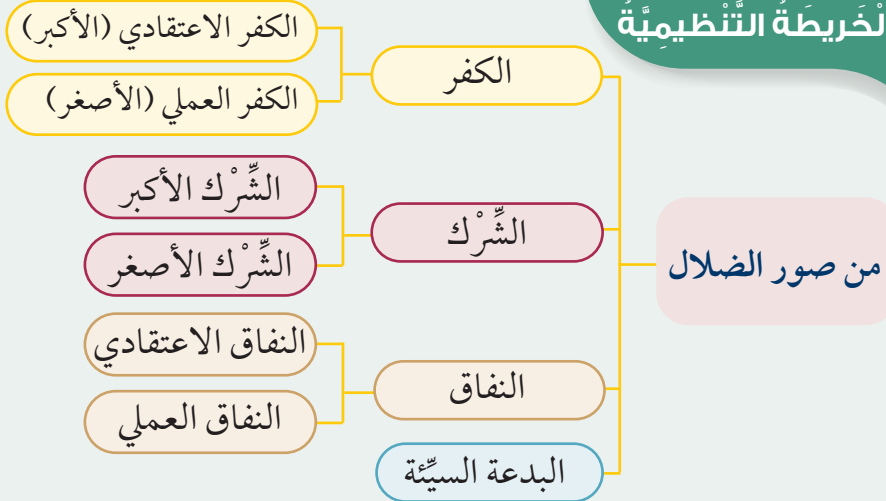 الْخَريطَةُ التَّنْظيمِيَّةُ
من صور الضلال
الكفر
الكفر الاعتقادي (الأكبر)
الكفر العملي (الأصغر)
الشِّرْك
الشِّرْك الأكبر
الشِّرْك الأصغر
النفاق
النفاق الاعتقادي
النفاق العملي
البدعة السيِّئة